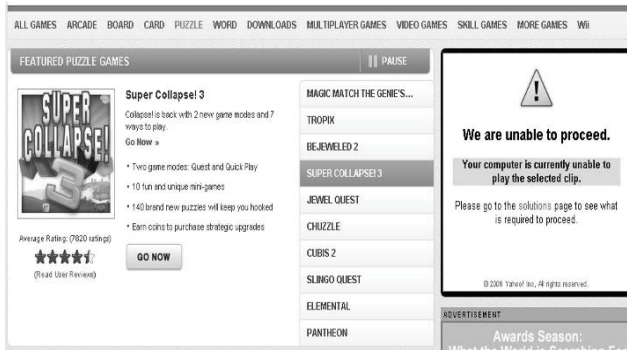 ALL GAMES ARCADE BOARD CARD PUZZLE WORD DOWNLOADS MULTIPLAYER GAMES VIDEO GAMES SKILL GAMES MORE GAMES Wii
FEATURED PUZZLE GAMES
PAUSE
SUPER
COLLAPSE!
3
Average Rating: (7820 ratings)
(Read User Reviews)
Super Collapse! 3
Collapse! is back with 2 new game modes and 7
ways to play.
Go Now »
• Two game modes: Quest and Quick Play
• 10 fun and unique mini-games
• 140 brand new puzzles will keep you hooked
• Earn coins to purchase strategic upgrades
GO NOW
MAGIC MATCH THE GENIE'S...
TROPIX
BEJEWELED 2
SUPER COLLAPSE! 3
JEWEL QUEST
CHUZZLE
CUBIS 2
SLINGO QUEST
ELEMENTAL
PANTHEON
We are unable to proceed.
Your computer is currently unable to
play the selected clip.
Please go to the solutions page to see what
is required to proceed.
© 2006 Yahoo! Inc, All rights reserved.
ADVERTISEMENT
Awards Season:
What the World is Searching For